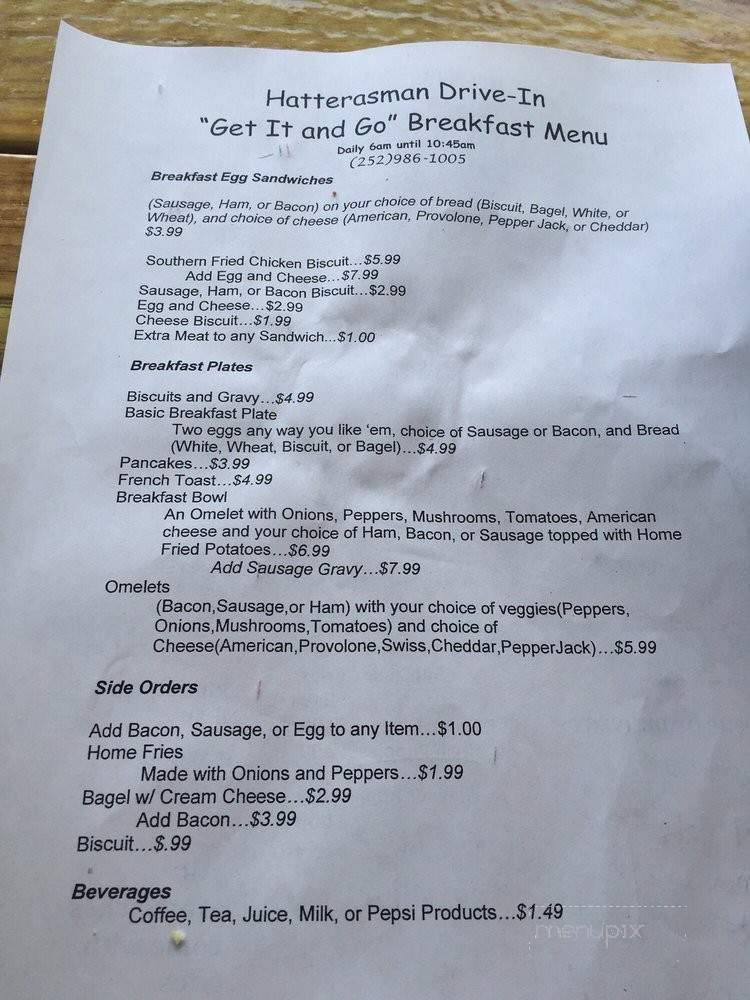 Hatterasman Drive-In
"Get It and Go" Breakfast Menu
Daily 6am until 10:45am
(252)986-1005
Breakfast Egg Sandwiches
(Sausage, Ham, or Bacon) on your choice of bread (Biscuit, Bagel, White, or
Wheat), and choice of cheese (American, Provolone, Pepper Jack, or Cheddar)
$3.99
Southern Fried Chicken Biscuit...$5.99
Add Egg and Cheese...$7.99
Sausage, Ham, or Bacon Biscuit...$2.99
Egg and Cheese...$2.99
Cheese Biscuit...$1.99
Extra Meat to any Sandwich...$1.00
Breakfast Plates
Biscuits and Gravy...$4.99
Basic Breakfast Plate
Two eggs any way you like 'em, choice of Sausage or Bacon, and Bread
(White, Wheat, Biscuit, or Bagel)...$4.99
Pancakes...$3.99
French Toast...$4.99
Breakfast Bowl
An Omelet with Onions, Peppers, Mushrooms, Tomatoes, American
cheese and your choice of Ham, Bacon, or Sausage topped with Home
Fried Potatoes...$6.99
Add Sausage Gravy...$7.99
Omelets
(Bacon,Sausage,or Ham) with your choice of veggies(Peppers,
Onions,Mushrooms,Tomatoes) and choice of
Cheese(American,Provolone,Swiss,Cheddar,PepperJack)...$5.99
Side Orders
Add Bacon, Sausage, or Egg to any Item...$1.00
Home Fries
Made with Onions and Peppers...$1.99
Bagel w/ Cream Cheese...$2.99
Add Bacon...$3.99
Biscuit...$.99
Beverages
Coffee, Tea, Juice, Milk, or Pepsi Products...$1.49
menupix